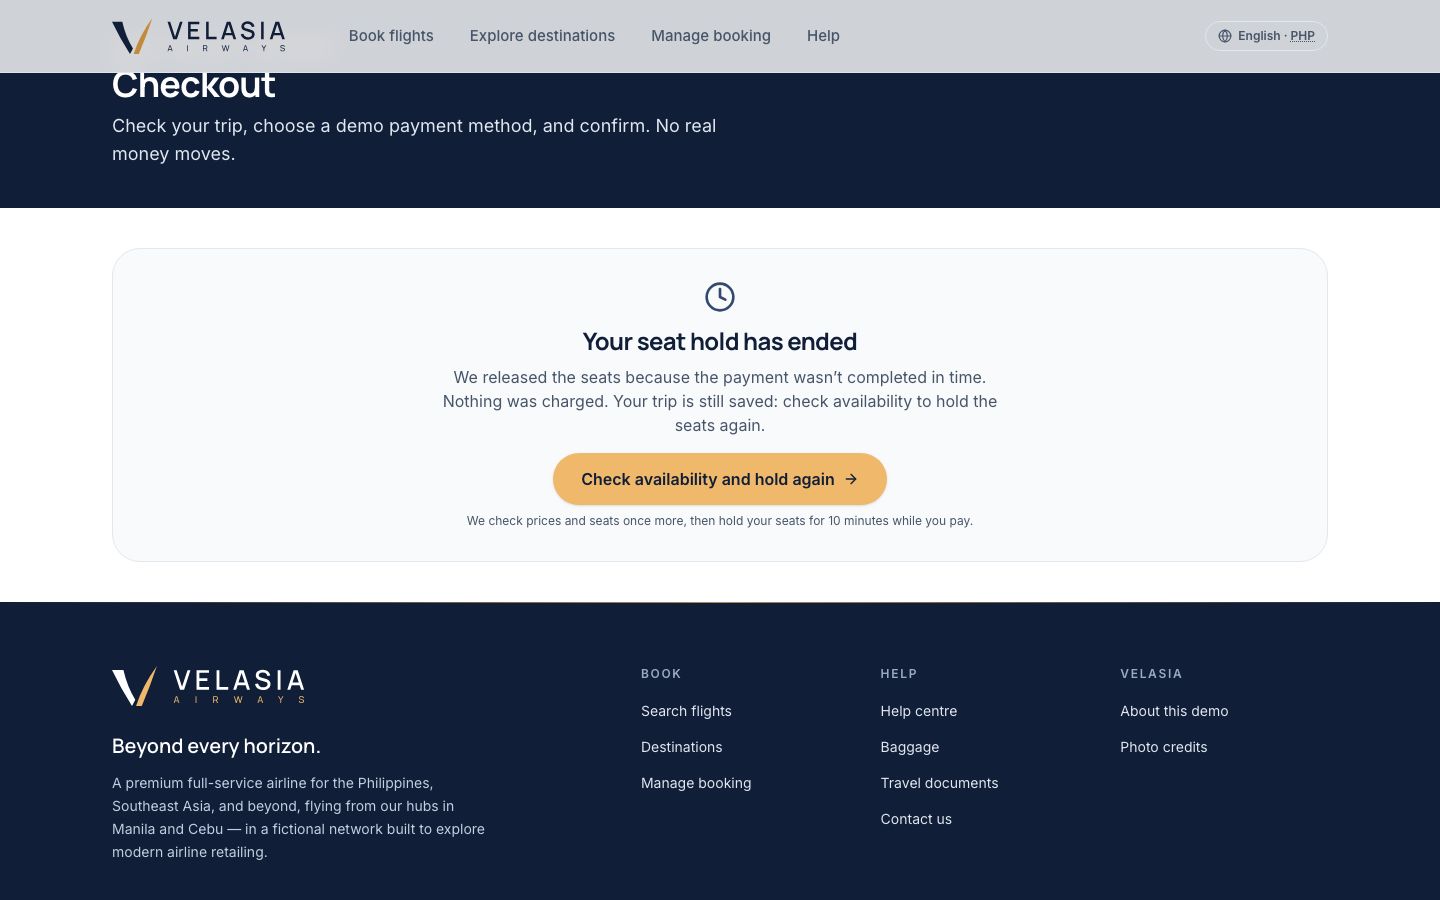 VELASIA
AIRWAYS
Book flights
Explore destinations
Manage booking
Help
English · PHP
Checkout
Check your trip, choose a demo payment method, and confirm. No real
money moves.
Your seat hold has ended
We released the seats because the payment wasn’t completed in time.
Nothing was charged. Your trip is still saved: check availability to hold the
seats again.
Check availability and hold again
We check prices and seats once more, then hold your seats for 10 minutes while you pay.
VELASIA
AIRWAYS
Beyond every horizon.
A premium full-service airline for the Philippines,
Southeast Asia, and beyond, flying from our hubs in
Manila and Cebu — in a fictional network built to explore
modern airline retailing.
BOOK
Search flights
Destinations
Manage booking
HELP
Help centre
Baggage
Travel documents
Contact us
VELASIA
About this demo
Photo credits